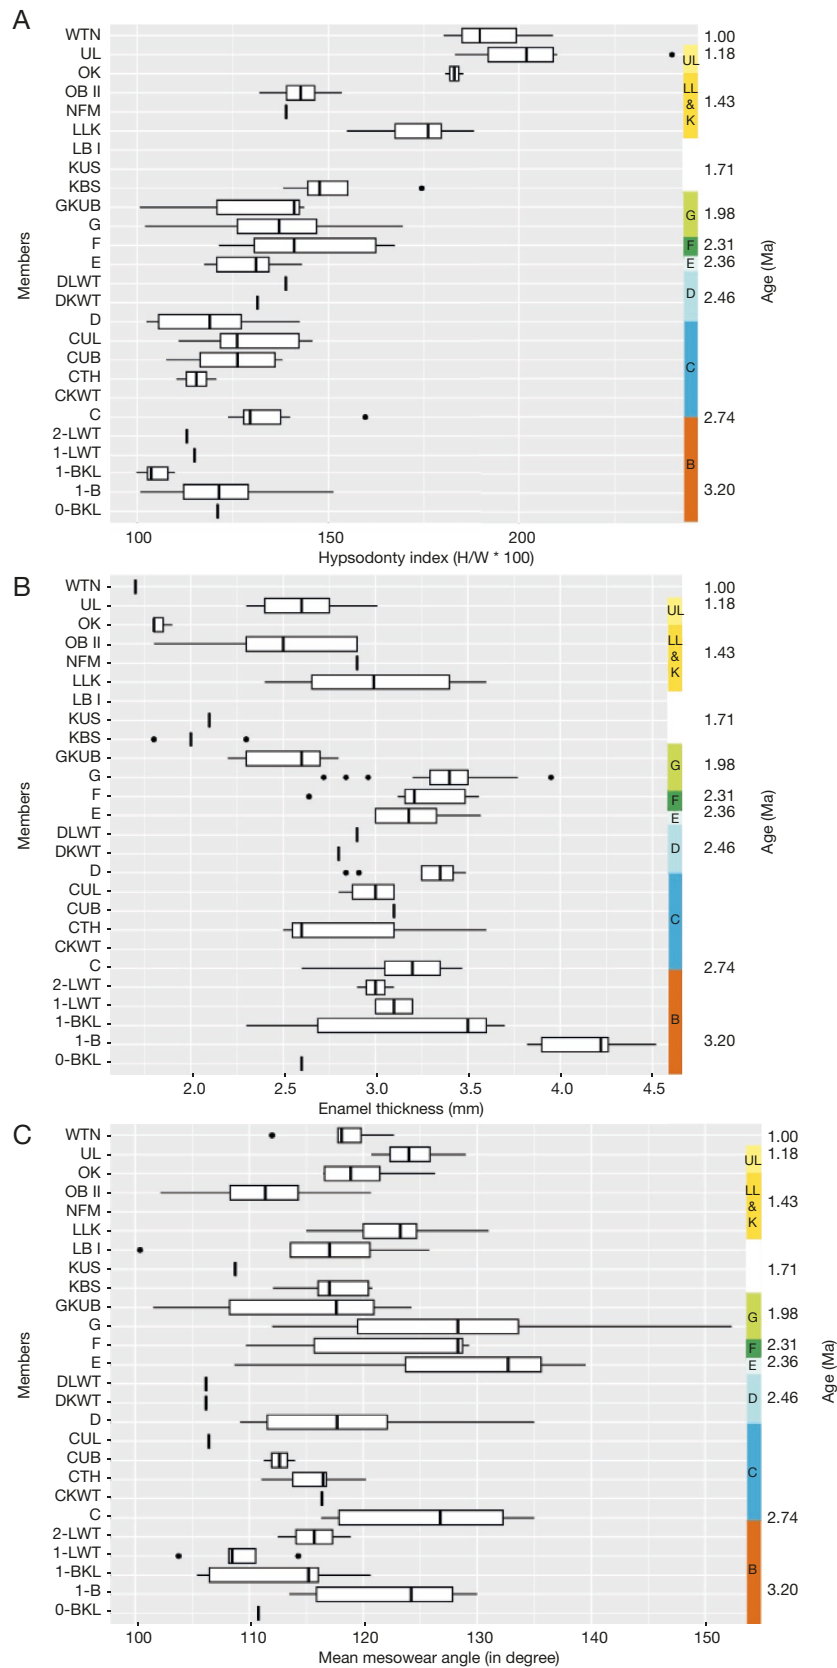 A
Members
WTN
UL
OK
OB II
NFM
LLK
LB I
KUS
KBS
GKUB
G
F
E
DLWT
DKWT
D
CUL
CUB
CTH
CKWT
C
2-LWT
1-LWT
1-BKL
1-B
0-BKL
100 150 200
Hypsodonty index (H/W * 100)
UL
LL
&
K
G
F
E
D
C
B
1.00
1.18
1.43
1.71
1.98
2.31
2.36
2.46
2.74
3.20
Age (Ma)
B
Members
WTN
UL
OK
OB II
NFM
LLK
LB I
KUS
KBS
GKUB
G
F
E
DLWT
DKWT
D
CUL
CUB
CTH
CKWT
C
2-LWT
1-LWT
1-BKL
1-B
0-BKL
2.0 2.5 3.0 3.5 4.0 4.5
Enamel thickness (mm)
UL
LL
&
K
G
F
E
D
C
B
1.00
1.18
1.43
1.71
1.98
2.31
2.36
2.46
2.74
3.20
Age (Ma)
C
Members
WTN
UL
OK
OB II
NFM
LLK
LB I
KUS
KBS
GKUB
G
F
E
DLWT
DKWT
D
CUL
CUB
CTH
CKWT
C
2-LWT
1-LWT
1-BKL
1-B
0-BKL
100 110 120 130 140 150
Mean mesowear angle (in degree)
UL
LL
&
K
G
F
E
D
C
B
1.00
1.18
1.43
1.71
1.98
2.31
2.36
2.46
2.74
3.20
Age (Ma)